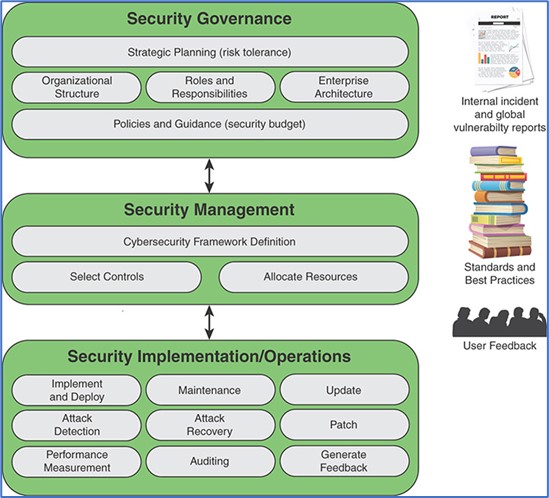 Security Governance
Strategic Planning (risk tolerance)
Organizational
Structure
Roles and
Responsibilities
Enterprise
Architecture
Policies and Guidance (security budget)
Security Management
Cybersecurity Framework Definition
Select Controls
Allocate Resources
Security Implementation/Operations
Implement
and Deploy
Maintenance
Update
Attack
Detection
Attack
Recovery
Patch
Performance
Measurement
Auditing
Generate
Feedback
REPORT
Internal incident
and global
vulnerabilty reports
Standards and
Best Practices
User Feedback